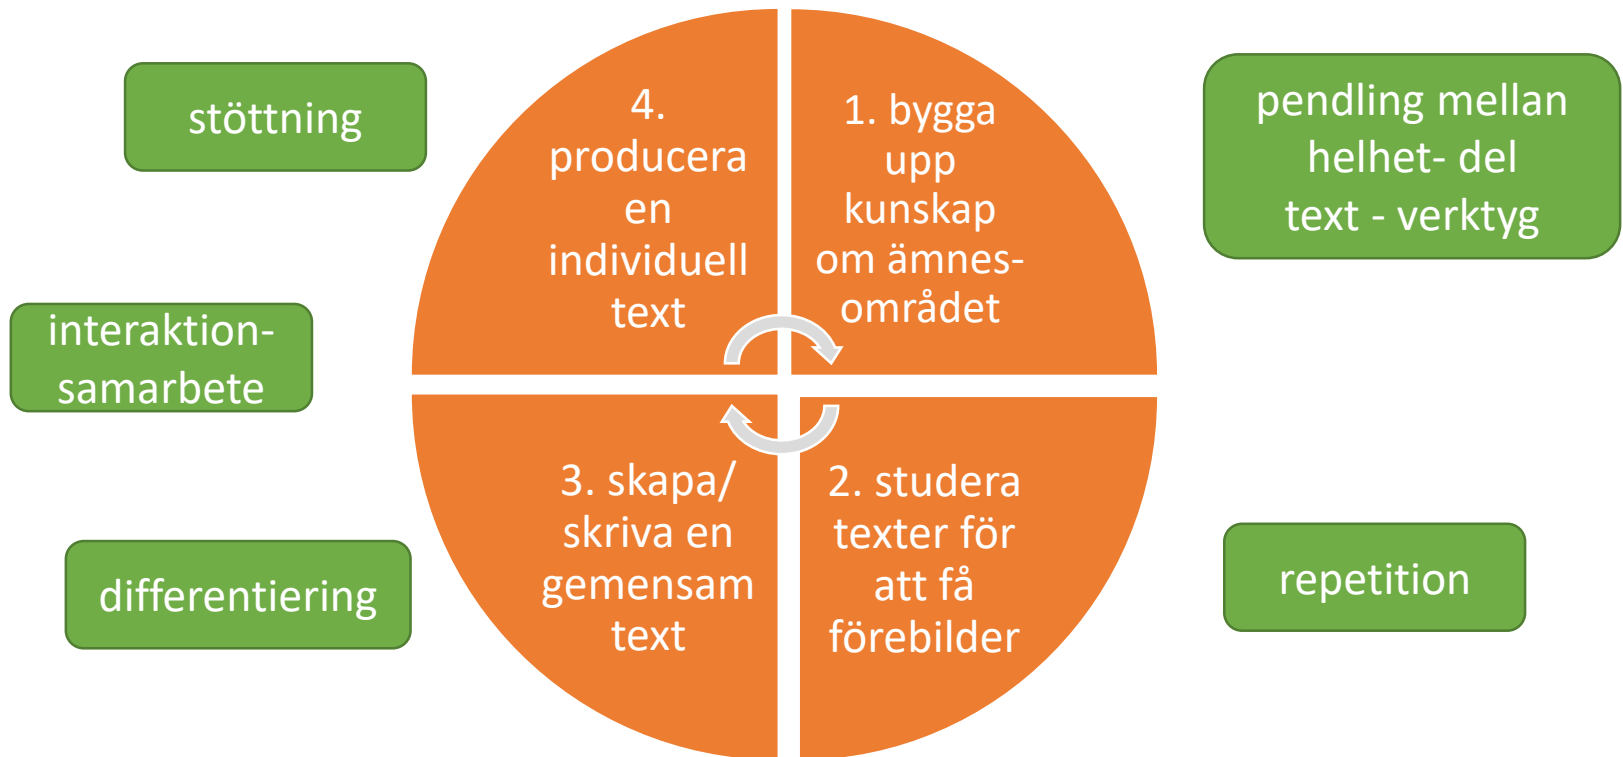 stöttning
interaktion-
samarbete
differentiering
4.
producera
en
individuell
text
1. bygga
upp
kunskap
om ämnes-
området
3. skapa/
skriva en
gemensam
text
2. studera
texter för
att få
förebilder
pendling mellan
helhet- del
text - verktyg
repetition